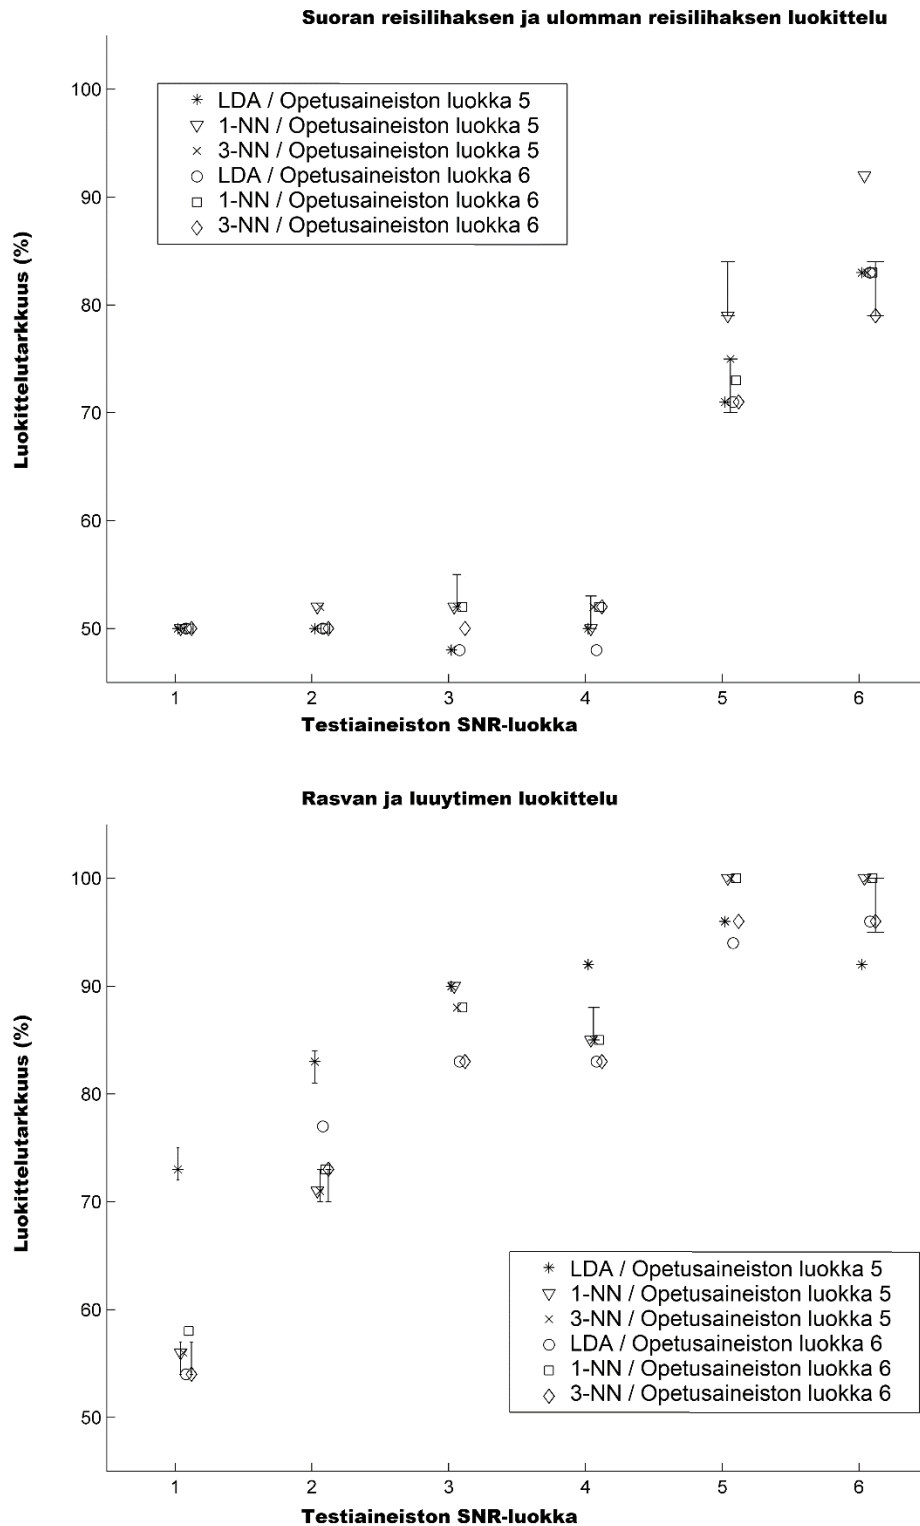 Suoran reisilihaksen ja ulomman reisilihaksen luokittelu
100
90
80
70
60
50
Luokittelutarkkuus (%)
LDA / Opetusaineiston luokka 5
1-NN / Opetusaineiston luokka 5
3-NN / Opetusaineiston luokka 5
LDA / Opetusaineiston luokka 6
1-NN / Opetusaineiston luokka 6
3-NN / Opetusaineiston luokka 6
1 2 3 4 5 6
Testiaineiston SNR-luokka
Rasvan ja luuytimen luokittelu
100
90
80
70
60
50
Luokittelutarkkuus (%)
LDA / Opetusaineiston luokka 5
1-NN / Opetusaineiston luokka 5
3-NN / Opetusaineiston luokka 5
LDA / Opetusaineiston luokka 6
1-NN / Opetusaineiston luokka 6
3-NN / Opetusaineiston luokka 6
1 2 3 4 5 6
Testiaineiston SNR-luokka